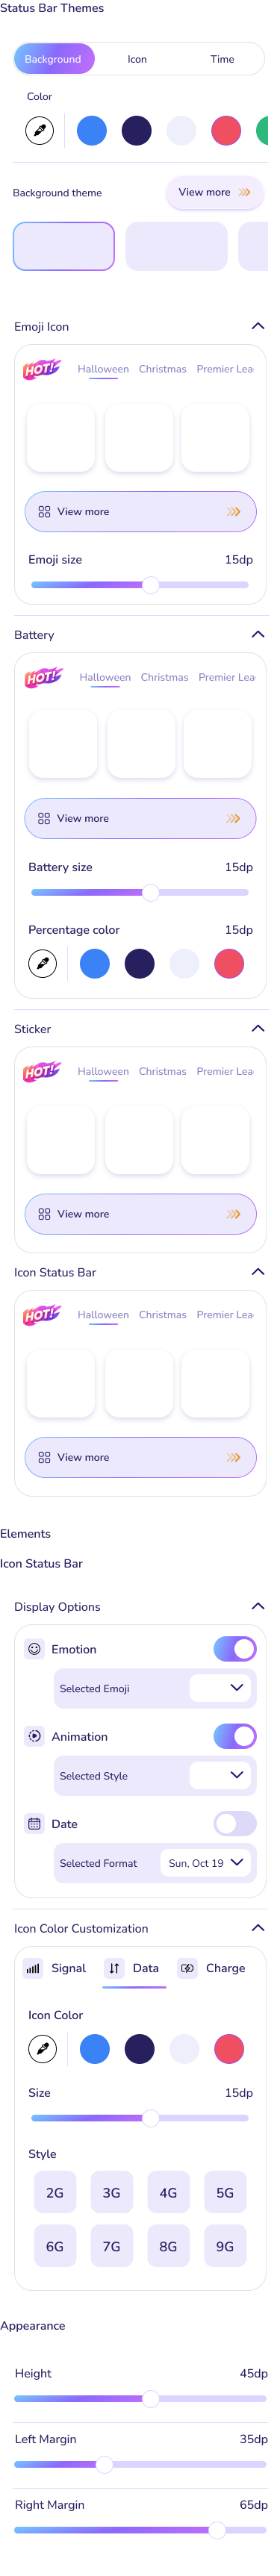 Status Bar Themes
Background Icon Time
Color
Background theme View more
Emoji Icon
HOT! Halloween Christmas Premier Lea
View more
Emoji size 15dp
Battery
HOT! Halloween Christmas Premier Lea
View more
Battery size 15dp
Percentage color 15dp
Sticker
HOT! Halloween Christmas Premier Lea
View more
Icon Status Bar
HOT! Halloween Christmas Premier Lea
View more
Elements
Icon Status Bar
Display Options
Emotion
Selected Emoji
Animation
Selected Style
Date
Selected Format Sun, Oct 19
Icon Color Customization
Signal Data Charge
Icon Color
Size 15dp
Style
2G 3G 4G 5G
6G 7G 8G 9G
Appearance
Height 45dp
Left Margin 35dp
Right Margin 65dp